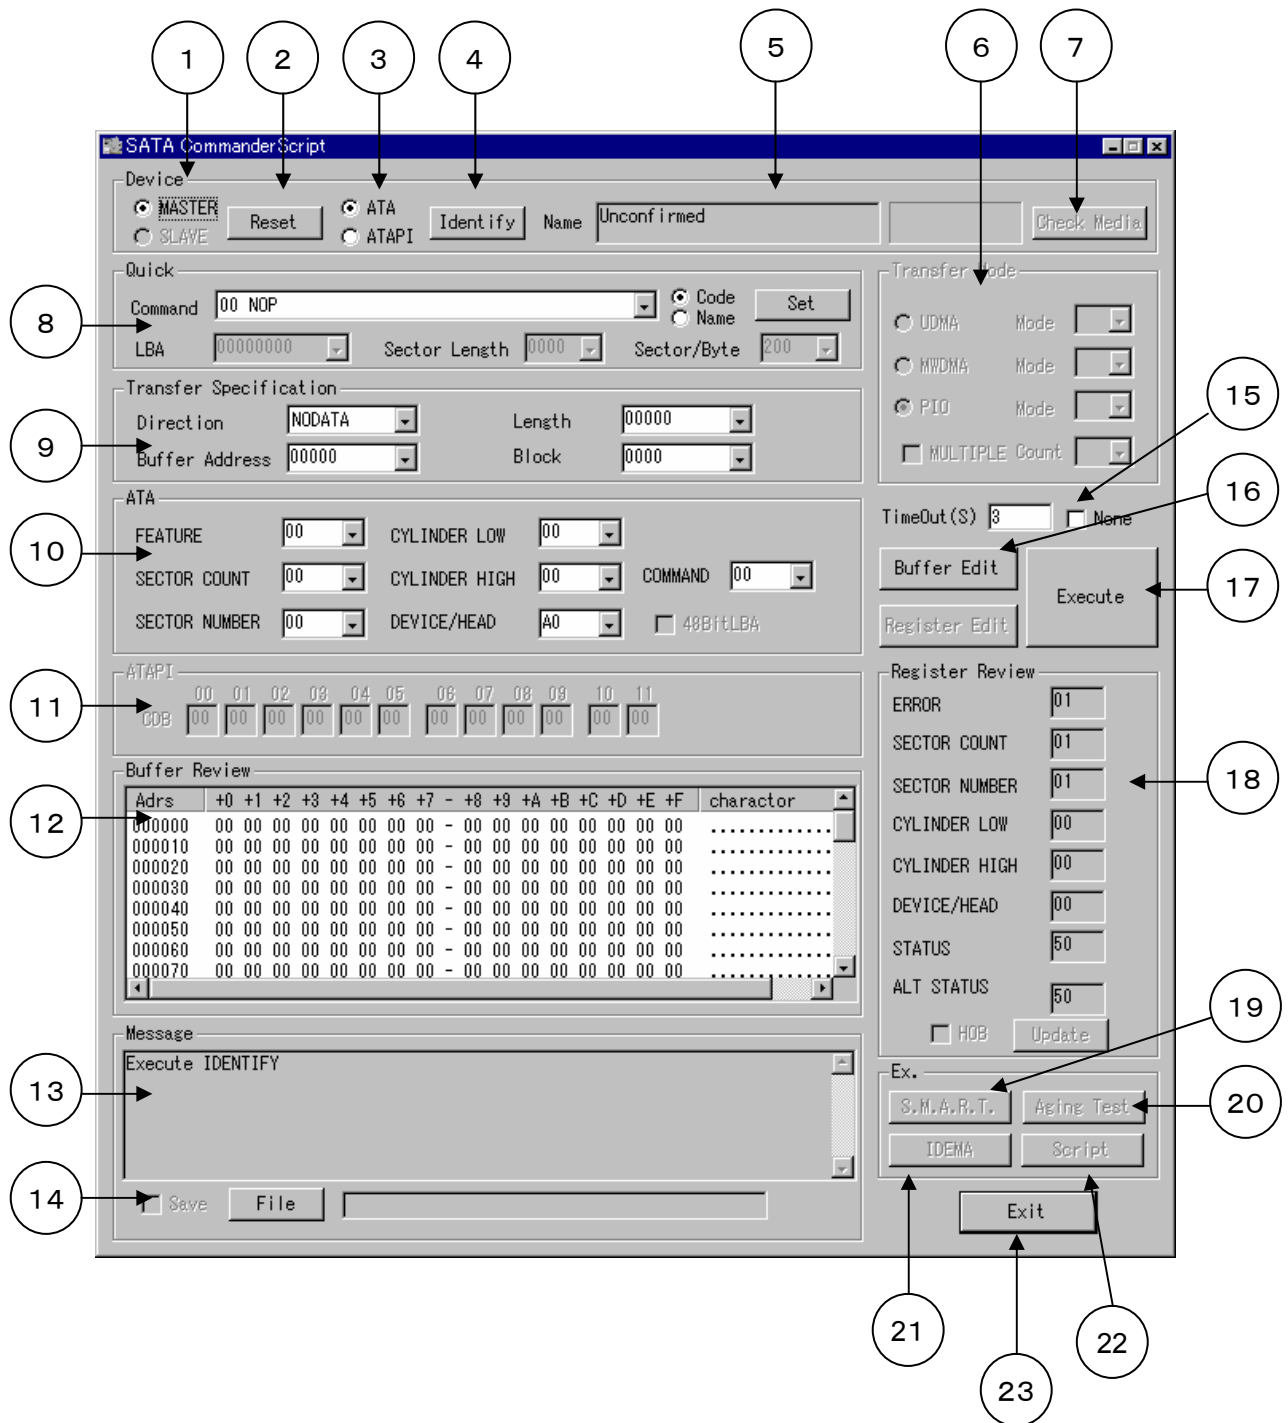 1 2 3 4 5 6 7
SATA CommanderScript
Device
MASTER Reset ATA Identify Name Unconfirmed Check Media
SLAVE ATAPI
Quick
Command 00 NOP Code Set
Name
LBA 00000000 Sector Length 0000 Sector/Byte 200
8
Transfer Mode
UDMA Mode
MWDMA Mode
PIO Mode
MULTIPLE Count
Transfer Specification
Direction NODATA Length 00000
Buffer Address 00000 Block 0000
9
15
16
ATA
FEATURE 00 CYLINDER LOW 00
SECTOR COUNT 00 CYLINDER HIGH 00 COMMAND 00
SECTOR NUMBER 00 DEVICE/HEAD A0 48BitLBA
10
TimeOut(S) 3 None
Buffer Edit Execute
Register Edit
17
ATAPI
00 01 02 03 04 05 06 07 08 09 10 11
CDB 00 00 00 00 00 00 00 00 00 00 00 00
11
Buffer Review
Adrs +0 +1 +2 +3 +4 +5 +6 +7 - +8 +9 +A +B +C +D +E +F charactor
000000 00 00 00 00 00 00 00 00 - 00 00 00 00 00 00 00 00 .............
000010 00 00 00 00 00 00 00 00 - 00 00 00 00 00 00 00 00 .............
000020 00 00 00 00 00 00 00 00 - 00 00 00 00 00 00 00 00 .............
000030 00 00 00 00 00 00 00 00 - 00 00 00 00 00 00 00 00 .............
000040 00 00 00 00 00 00 00 00 - 00 00 00 00 00 00 00 00 .............
000050 00 00 00 00 00 00 00 00 - 00 00 00 00 00 00 00 00 .............
000060 00 00 00 00 00 00 00 00 - 00 00 00 00 00 00 00 00 .............
000070 00 00 00 00 00 00 00 00 - 00 00 00 00 00 00 00 00 .............
12
Register Review
ERROR 01
SECTOR COUNT 01
SECTOR NUMBER 01
CYLINDER LOW 00
CYLINDER HIGH 00
DEVICE/HEAD 00
STATUS 50
ALT STATUS 50
HOB Update
18
19
Message
Execute IDENTIFY
13
Save File
14
Ex.
S.M.A.R.T. Aging Test
IDEMA Script
20
Exit
21
22
23